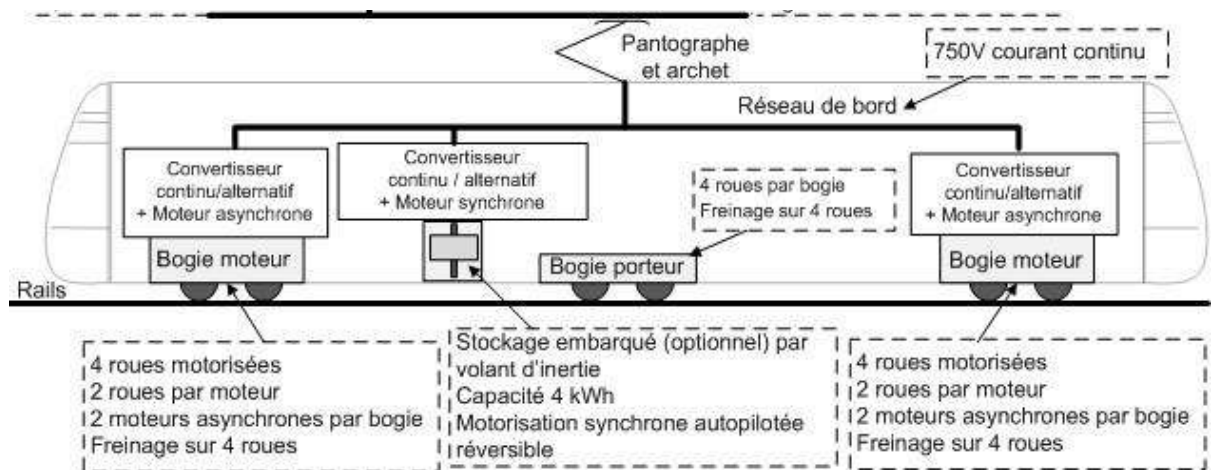 Pantographe
et archet
750V courant continu
Réseau de bord
Convertisseur
continu/alternatif
+ Moteur asynchrone
Convertisseur
continu / alternatif
+ Moteur synchrone
4 roues par bogie
Freinage sur 4 roues
Convertisseur
continu/alternatif
+ Moteur asynchrone
Bogie moteur
Bogie porteur
Bogie moteur
Rails
4 roues motorisées
2 roues par moteur
2 moteurs asynchrones par bogie
Freinage sur 4 roues
Stockage embarqué (optionnel) par
volant d'inertie
Capacité 4 kWh
Motorisation synchrone autopilotée
réversible
4 roues motorisées
2 roues par moteur
2 moteurs asynchrones par bogie
Freinage sur 4 roues